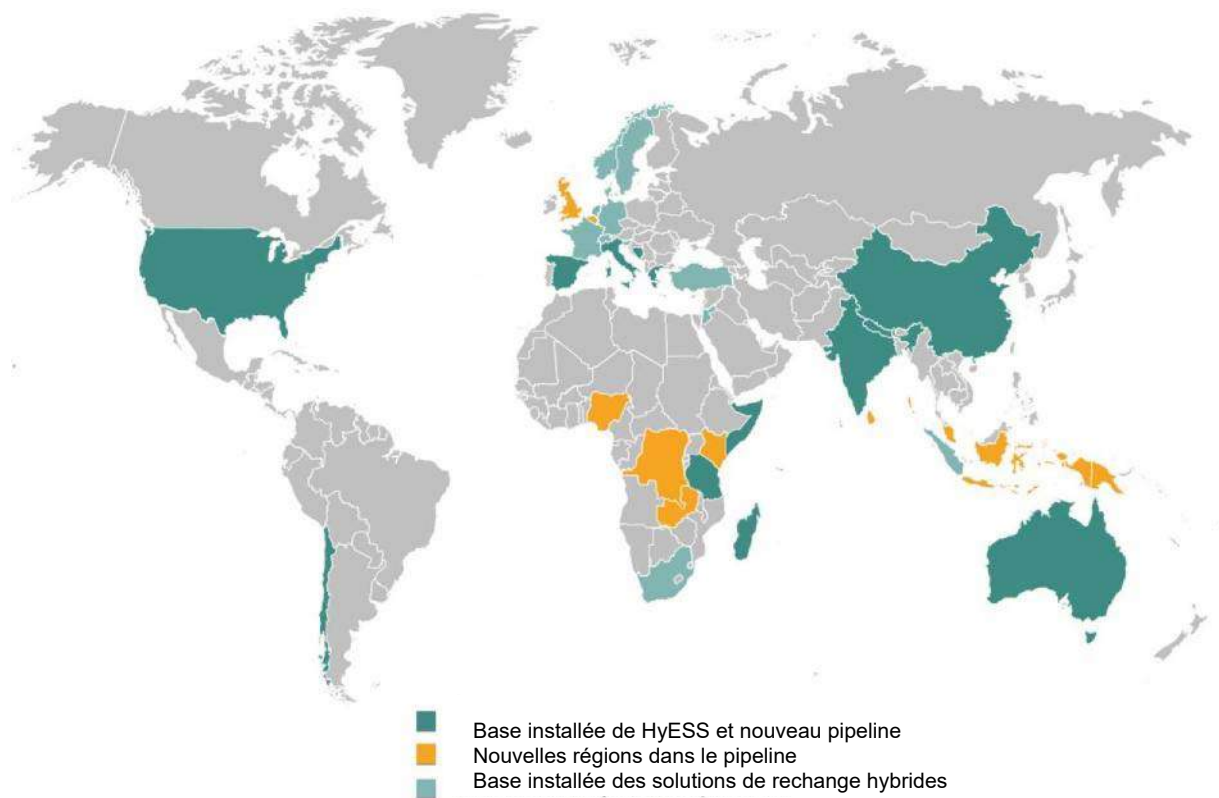 Base installée de HyESS et nouveau pipeline
Nouvelles régions dans le pipeline
Base installée des solutions de rechange hybrides